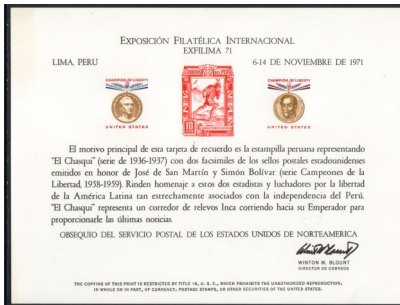 EXPOSICIÓN FILATÉLICA INTERNACIONAL
EXFILIMA 71
LIMA, PERU
6-14 DE NOVIEMBRE DE 1971
CHAMPION OF LIBERTY
UNITED STATES
10
CHAMPION OF LIBERTY
UNITED STATES
El motivo principal de esta tarjeta de recuerdo es la estampilla peruana representando
"El Chasqui" (serie de 1936-1937) con dos facsimiles de los sellos postales estadounidenses
emitidos en honor de José de San Martín y Simón Bolívar (serie Campeones de la
Libertad, 1958-1959). Rinden homenaje a estos dos estadistas y luchadores por la libertad
de la América Latina tan estrechamente asociados con la independencia del Perú.
"El Chasqui" representa un corredor de relevos Inca corriendo hacia su Emperador para
proporcionarle las últimas noticias.
OBSEQUIO DEL SERVICIO POSTAL DE LOS ESTADOS UNIDOS DE NORTEAMERICA
WINTON M. BLOUNT
DIRECTOR DE CORREOS
THE COPYING OF THIS PRINT IS RESTRICTED BY TITLE 18, U. S. C., WHICH PROHIBITS THE UNAUTHORIZED REPRODUCTION,
IN WHOLE OR IN PART, OF CURRENCY, POSTAGE STAMPS, OR OTHER SECURITIES OF THE UNITED STATES.